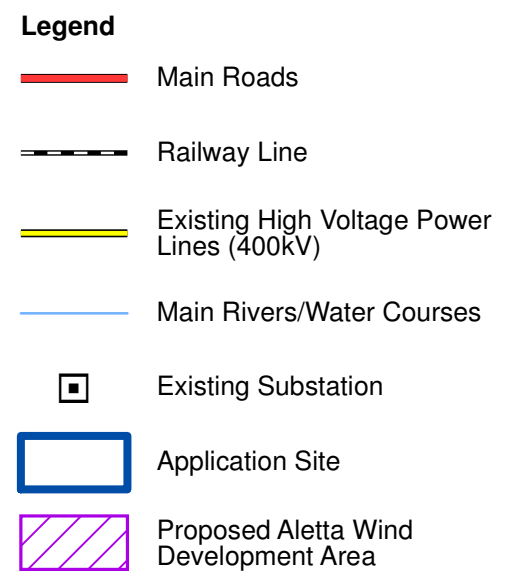 Legend
Main Roads
Railway Line
Existing High Voltage Power
Lines (400kV)
Main Rivers/Water Courses
Existing Substation
Application Site
Proposed Aletta Wind
Development Area